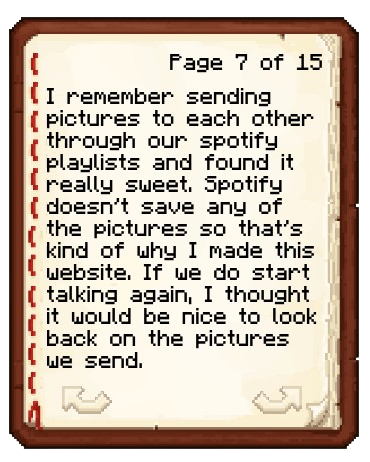 Page 7 of 15
I remember sending
pictures to each other
through our spotify
playlists and found it
really sweet. Spotify
doesn't save any of
the pictures so that's
kind of why I made this
website. If we do start
talking again, I thought
it would be nice to look
back on the pictures
we send.